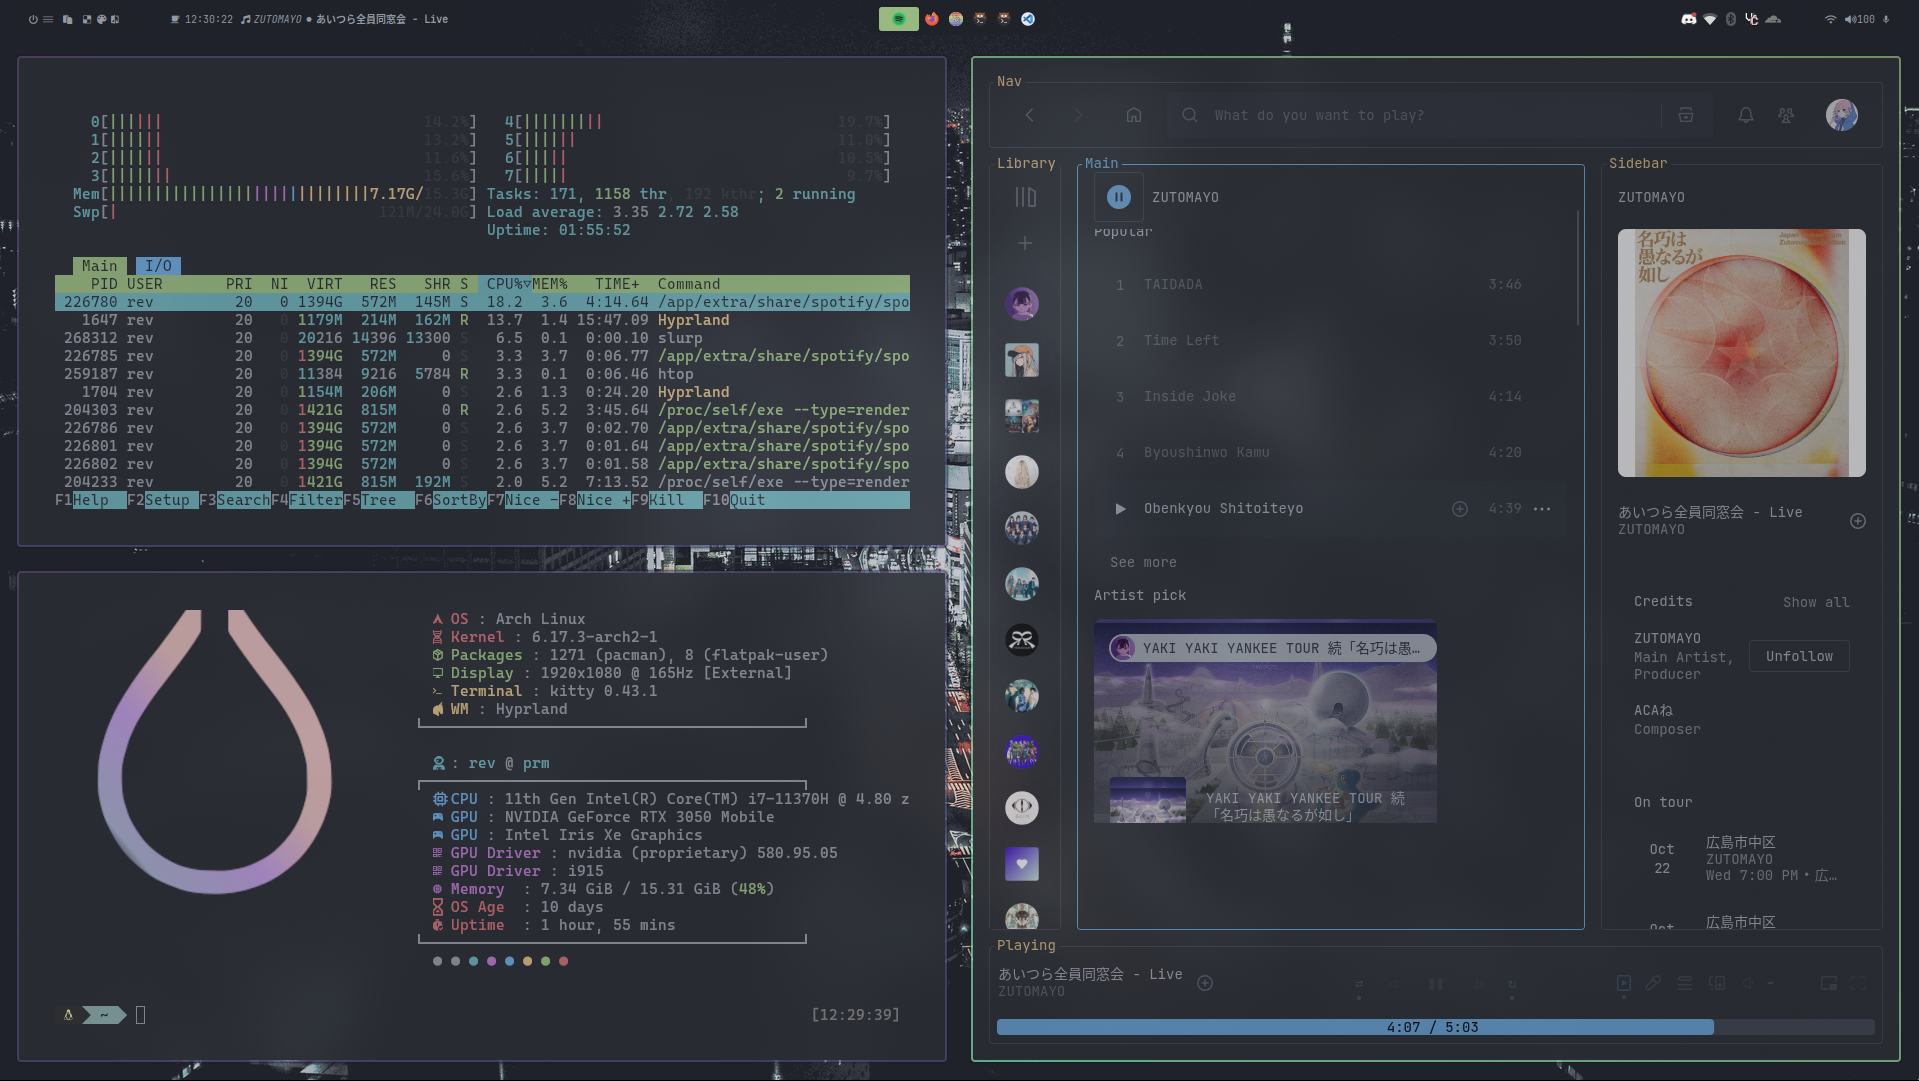 12:30:22 ZUTOMAYO ● あいつら全員同窓会 - Live
100
0[|||||| 14.2%] 4[||||||||| 19.7%]
1[|||||| 13.2%] 5[|||||| 11.0%]
2[|||||| 11.6%] 6[||||| 10.5%]
3[||||||| 15.6%] 7[||||| 9.7%]
Mem[|||||||||||||||||||||||||||||7.17G/15.3G] Tasks: 171, 1158 thr, 192 kthr; 2 running
Swp[| 121M/24.0G] Load average: 3.35 2.72 2.58
Uptime: 01:55:52
Main I/O
PID USER PRI NI VIRT RES SHR S CPU%▽MEM% TIME+ Command
226780 rev 20 0 1394G 572M 145M S 18.2 3.6 4:14.64 /app/extra/share/spotify/spo
1647 rev 20 0 1179M 214M 162M R 13.7 1.4 15:47.09 Hyprland
268312 rev 20 0 20216 14396 13300 S 6.5 0.1 0:00.10 slurp
226785 rev 20 0 1394G 572M 0 S 3.3 3.7 0:06.77 /app/extra/share/spotify/spo
259187 rev 20 0 11384 9216 5784 R 3.3 0.1 0:06.46 htop
1704 rev 20 0 1154M 206M 0 S 2.6 1.3 0:24.20 Hyprland
204303 rev 20 0 1421G 815M 0 R 2.6 5.2 3:45.64 /proc/self/exe --type=render
226786 rev 20 0 1394G 572M 0 S 2.6 3.7 0:02.70 /app/extra/share/spotify/spo
226801 rev 20 0 1394G 572M 0 S 2.6 3.7 0:01.64 /app/extra/share/spotify/spo
226802 rev 20 0 1394G 572M 0 S 2.6 3.7 0:01.58 /app/extra/share/spotify/spo
204233 rev 20 0 1421G 815M 192M S 2.0 5.2 7:13.52 /proc/self/exe --type=render
F1Help F2Setup F3SearchF4FilterF5Tree F6SortByF7Nice -F8Nice +F9Kill F10Quit
OS : Arch Linux
Kernel : 6.17.3-arch2-1
Packages : 1271 (pacman), 8 (flatpak-user)
Display : 1920x1080 @ 165Hz [External]
Terminal : kitty 0.43.1
WM : Hyprland
: rev @ prm
CPU : 11th Gen Intel(R) Core(TM) i7-11370H @ 4.80 z
GPU : NVIDIA GeForce RTX 3050 Mobile
GPU : Intel Iris Xe Graphics
GPU Driver : nvidia (proprietary) 580.95.05
GPU Driver : i915
Memory : 7.34 GiB / 15.31 GiB (48%)
OS Age : 10 days
Uptime : 1 hour, 55 mins
~ [12:29:39]
Nav
What do you want to play?
Library
Main
ZUTOMAYO
Popular
1 TAIDADA 3:46
2 Time Left 3:50
3 Inside Joke 4:14
4 Byoushinwo Kamu 4:20
Obenkyou Shitoiteyo 4:39
See more
Artist pick
YAKI YAKI YANKEE TOUR 続「名巧は愚…
YAKI YAKI YANKEE TOUR 続
「名巧は愚なるが如し」
Sidebar
ZUTOMAYO
名巧は
愚なるが
如し
あいつら全員同窓会 - Live
ZUTOMAYO
Credits Show all
ZUTOMAYO
Main Artist,
Producer
Unfollow
ACAね
Composer
On tour
Oct
22
広島市中区
ZUTOMAYO
Wed 7:00 PM • 広…
Oct
広島市中区
Playing
あいつら全員同窓会 - Live
ZUTOMAYO
4:07 / 5:03